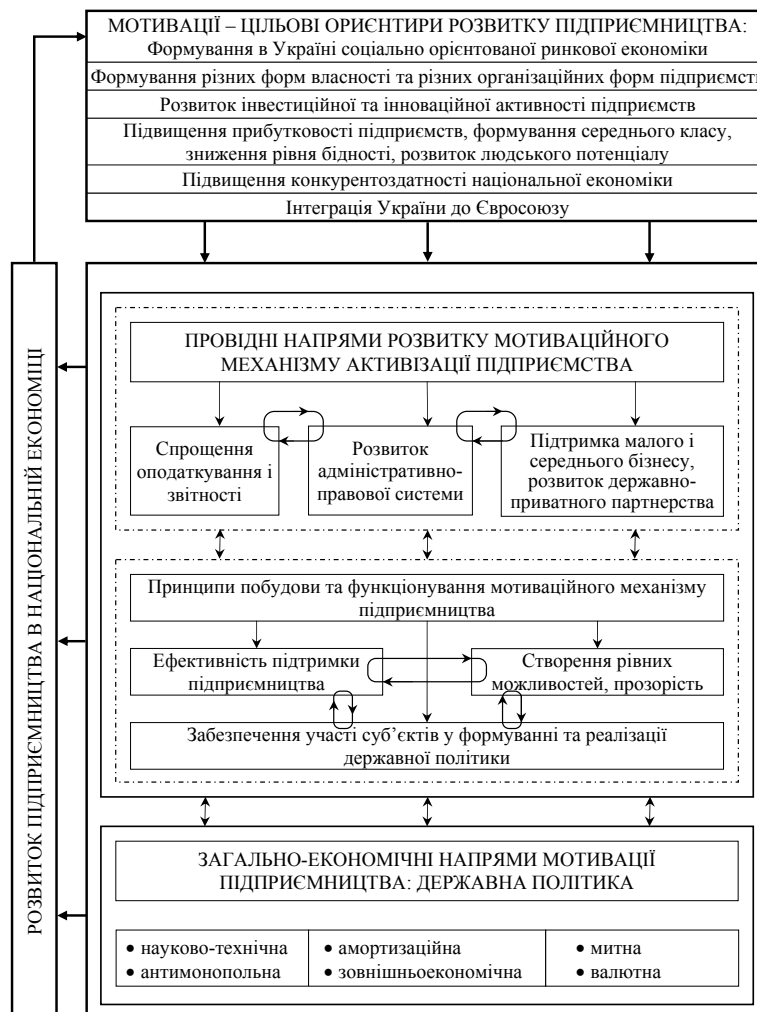 МОТИВАЦІЇ – ЦІЛЬОВІ ОРИЄНТИРИ РОЗВИТКУ ПІДПРИЄМНИЦТВА:
Формування в Україні соціально орієнтованої ринкової економіки
Формування різних форм власності та різних організаційних форм підприємст
Розвиток інвестиційної та інноваційної активності підприємств
Підвищення прибутковості підприємств, формування середнього класу,
зниження рівня бідності, розвиток людського потенціалу
Підвищення конкурентоздатності національної економіки
Інтеграція України до Євросоюзу
РОЗВИТОК ПІДПРИЄМНИЦТВА В НАЦІОНАЛЬНІЙ ЕКОНОМІЦІ
ПРОВІДНІ НАПРЯМИ РОЗВИТКУ МОТИВАЦІЙНОГО
МЕХАНІЗМУ АКТИВІЗАЦІЇ ПІДПРИЄМСТВА
Спрощення
оподаткування і
звітності
Розвиток
адміністративно-
правової системи
Підтримка малого і
середнього бізнесу,
розвиток державно-
приватного партнерства
Принципи побудови та функціонування мотиваційного механізму
підприємництва
Ефективність підтримки
підприємництва
Створення рівних
можливостей, прозорість
Забезпечення участі суб’єктів у формуванні та реалізації
державної політики
ЗАГАЛЬНО-ЕКОНОМІЧНІ НАПРЯМИ МОТИВАЦІЇ
ПІДПРИЄМНИЦТВА: ДЕРЖАВНА ПОЛІТИКА
• науково-технічна
• антимонопольна
• амортизаційна
• зовнішньоекономічна
• митна
• валютна